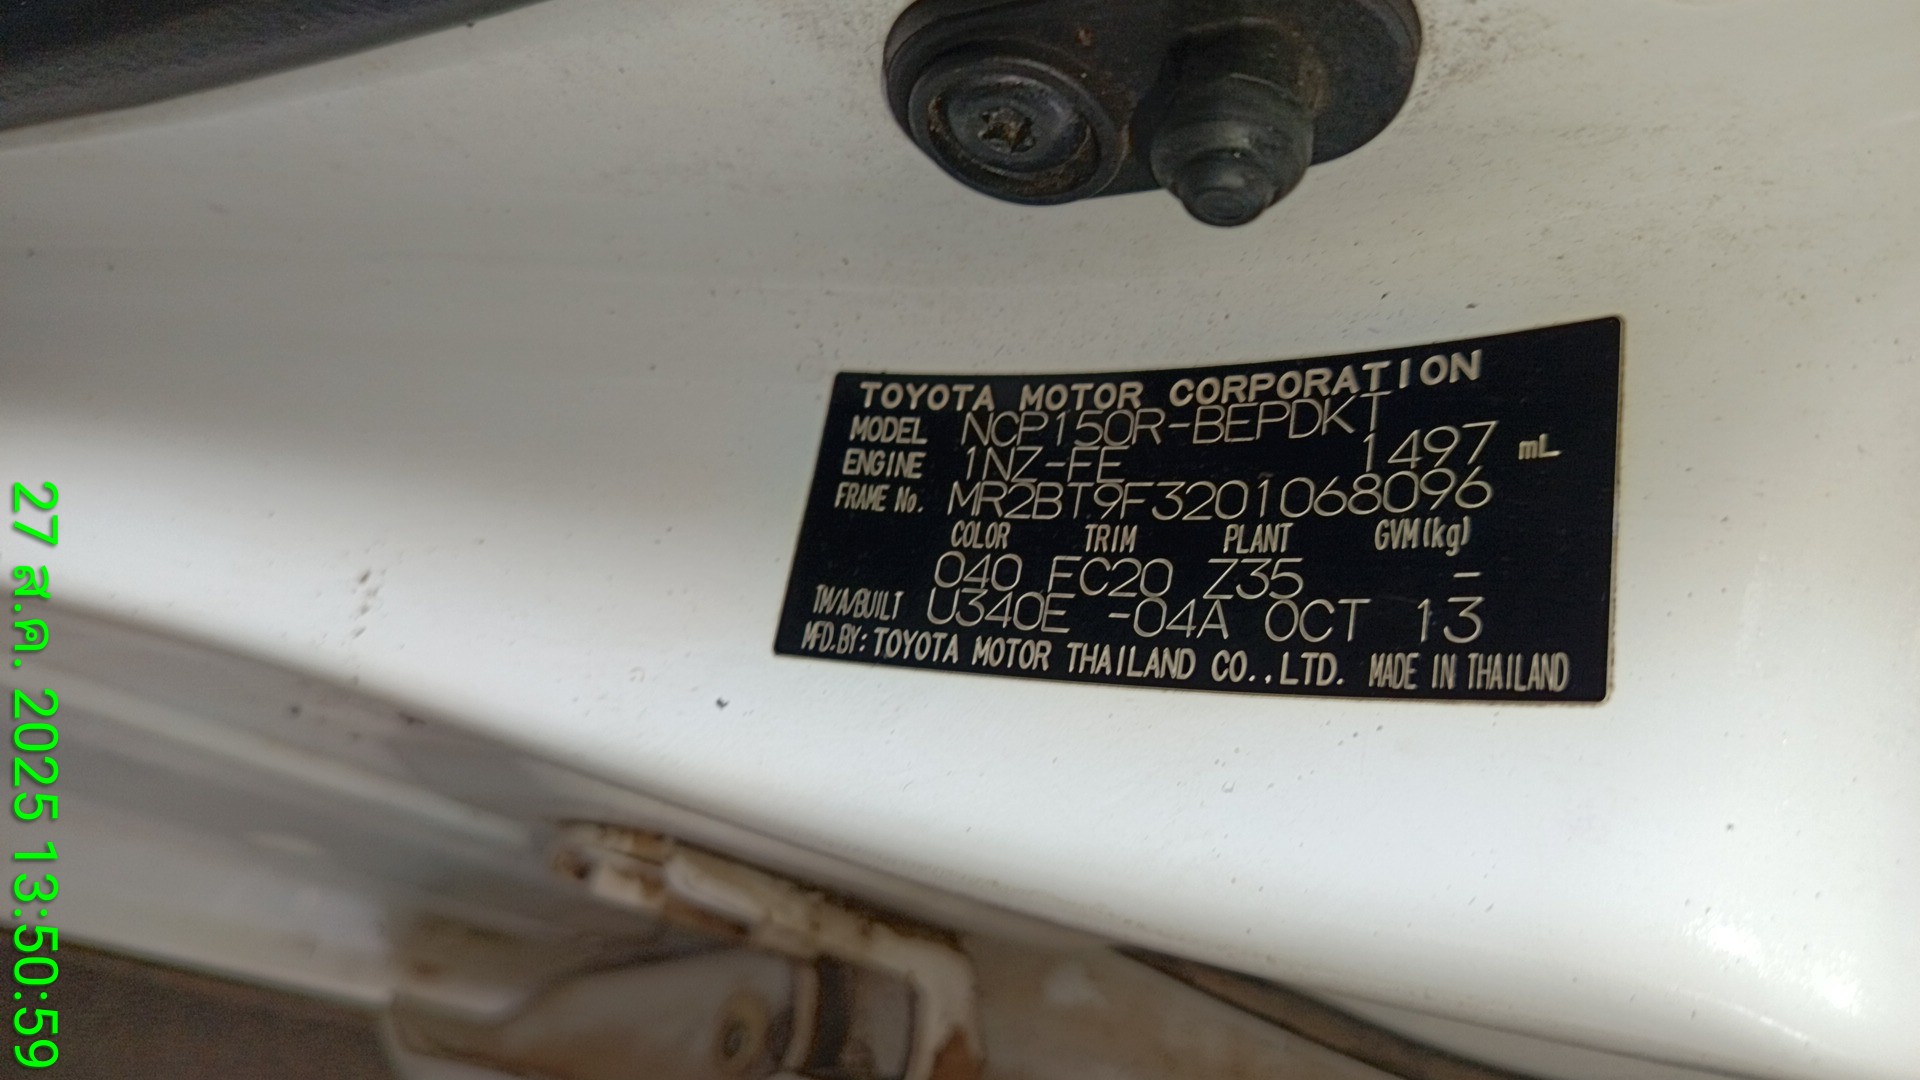 TOYOTA MOTOR CORPORATION
MODEL NCP150R-BEPDKT
ENGINE 1NZ-FE 1497 mL
FRAME No. MR2BT9F3201068096
COLOR TRIM PLANT GVM(kg)
040 EC20 Z35 -
TM/A/BUILT U340E -04A OCT 13
MFD.BY: TOYOTA MOTOR THAILAND CO.,LTD. MADE IN THAILAND
27 ส.ค. 2025 13:50:59